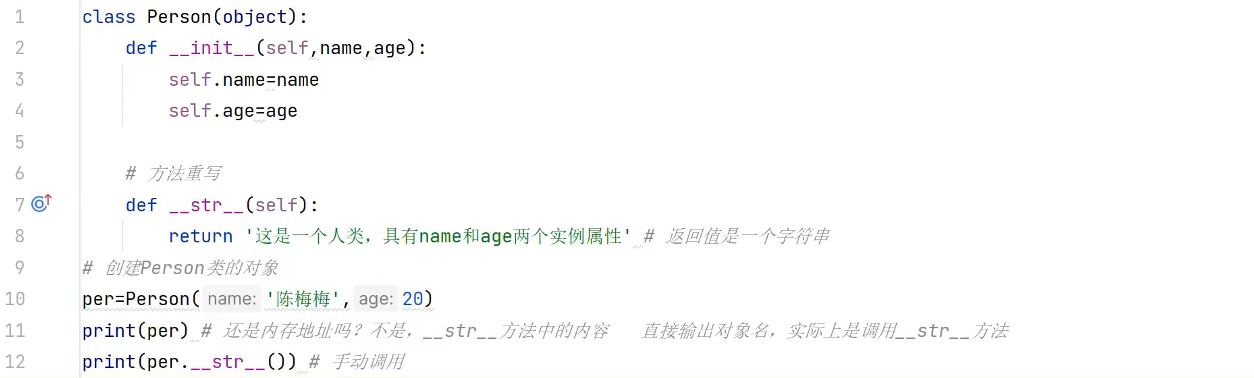 1 class Person(object):
2 def __init__(self,name,age):
3 self.name=name
4 self.age=age
5
6 # 方法重写
7 def __str__(self):
8 return '这是一个人类，具有name和age两个实例属性' # 返回值是一个字符串
9 # 创建Person类的对象
10 per=Person( name: '陈梅梅', age: 20)
11 print(per) # 还是内存地址吗？不是，__str__方法中的内容 直接输出对象名，实际上是调用__str__方法
12 print(per.__str__()) # 手动调用